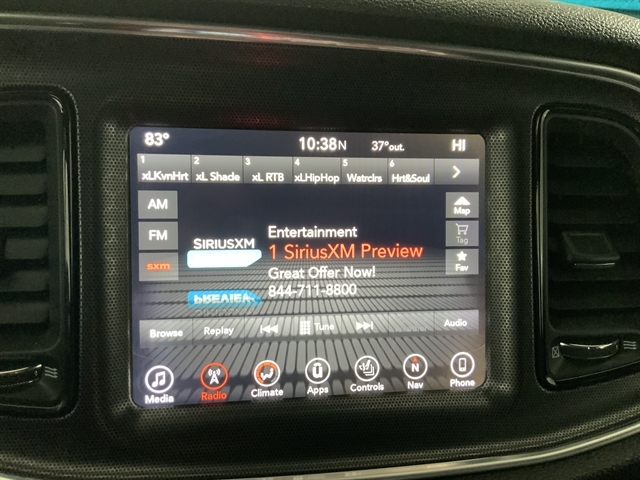 83° 10:38N 37°out. HI
1 2 3 4 5 6
xLKvnHrt xL Shade xL RTB xLHipHop Watrclrs Hrt&Soul
AM
FM
sxm
Map
Tag
Fav
SIRIUSXM
Entertainment
1 SiriusXM Preview
Great Offer Now!
844-711-8800
PREVIEW
Browse Replay Tune Audio
N
Media Radio Climate Apps Controls Nav Phone